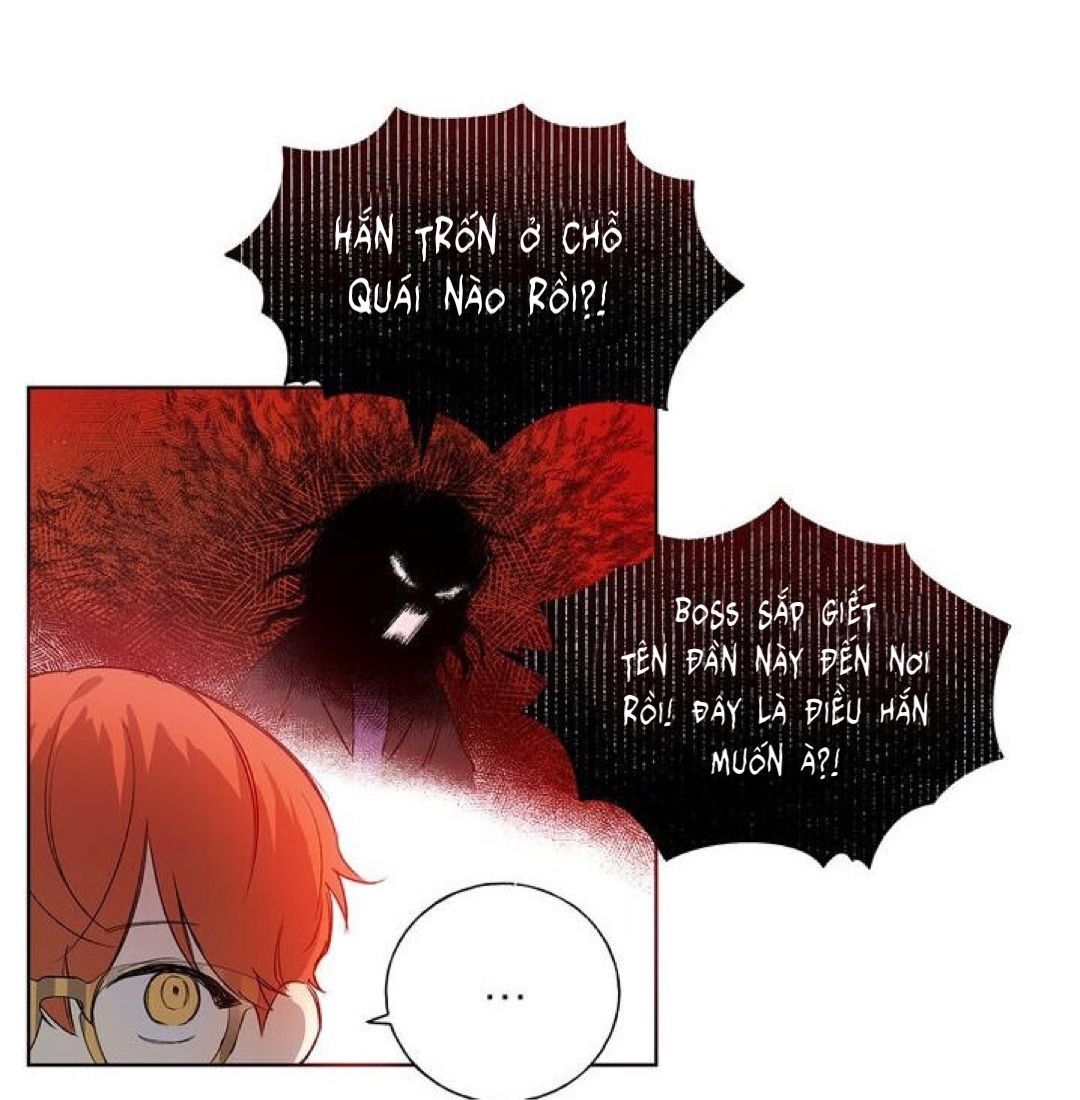 HẮN TRỐN Ở CHỖ
QUÁI NÀO RỒI?!
BOSS SẮP GIẾT
TÊN ĐẦN NÀY ĐẾN NƠI
RỒI! ĐÂY LÀ ĐIỀU HẮN
MUỐN À?!
...